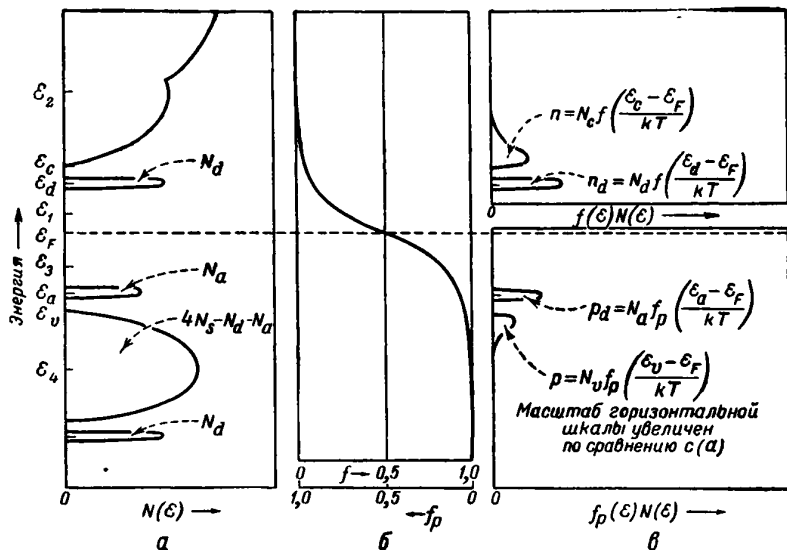 Энергия →
ℰ₂
ℰc
ℰd
ℰ₁
ℰF
ℰ₃
ℰa
ℰv
ℰ₄
Nd
Na
4Ns-Nd-Na
Nd
0
N(ℰ) →
а
0 f→ 0,5 1,0
1,0 0,5 0
←fp
б
n=Nc f((ℰc-ℰF)/kT)
nd=Nd f((ℰd-ℰF)/kT)
0
f(ℰ)N(ℰ) →
pd=Na fp((ℰa-ℰF)/kT)
p=Nv fp((ℰv-ℰF)/kT)
Масштаб горизонтальной
шкалы увеличен
по сравнению с (а)
0
fp(ℰ)N(ℰ) →
в